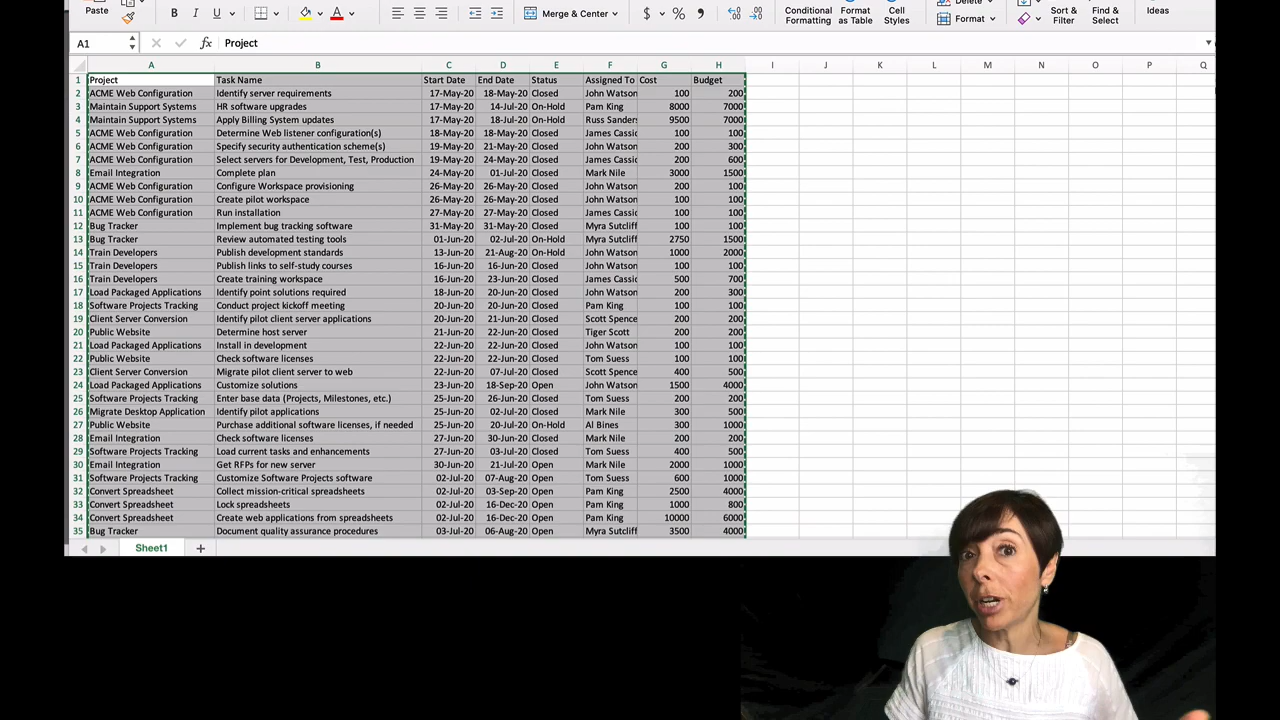 Paste
B I U
Merge & Center
$ % ,
Conditional Formatting
Format as Table
Cell Styles
Delete
Format
Sort & Filter
Find & Select
Ideas
A1 fx Project
A B C D E F G H I J K L M N O P Q
1 Project Task Name Start Date End Date Status Assigned To Cost Budget
2 ACME Web Configuration Identify server requirements 17-May-20 18-May-20 Closed John Watson 100 200
3 Maintain Support Systems HR software upgrades 17-May-20 14-Jul-20 On-Hold Pam King 8000 7000
4 Maintain Support Systems Apply Billing System updates 17-May-20 18-Jul-20 On-Hold Russ Sanders 9500 7000
5 ACME Web Configuration Determine Web listener configuration(s) 18-May-20 18-May-20 Closed James Cassid 100 100
6 ACME Web Configuration Specify security authentication scheme(s) 19-May-20 21-May-20 Closed John Watson 200 300
7 ACME Web Configuration Select servers for Development, Test, Production 19-May-20 24-May-20 Closed James Cassid 200 600
8 Email Integration Complete plan 24-May-20 01-Jul-20 Closed Mark Nile 3000 1500
9 ACME Web Configuration Configure Workspace provisioning 26-May-20 26-May-20 Closed John Watson 200 100
10 ACME Web Configuration Create pilot workspace 26-May-20 26-May-20 Closed John Watson 100 100
11 ACME Web Configuration Run installation 27-May-20 27-May-20 Closed James Cassid 100 100
12 Bug Tracker Implement bug tracking software 31-May-20 31-May-20 Closed Myra Sutcliff 100 100
13 Bug Tracker Review automated testing tools 01-Jun-20 02-Jul-20 On-Hold Myra Sutcliff 2750 1500
14 Train Developers Publish development standards 13-Jun-20 21-Aug-20 On-Hold John Watson 1000 2000
15 Train Developers Publish links to self-study courses 16-Jun-20 16-Jun-20 Closed John Watson 100 100
16 Train Developers Create training workspace 16-Jun-20 23-Jun-20 Closed James Cassid 500 700
17 Load Packaged Applications Identify point solutions required 18-Jun-20 20-Jun-20 Closed John Watson 200 300
18 Software Projects Tracking Conduct project kickoff meeting 20-Jun-20 20-Jun-20 Closed Pam King 100 100
19 Client Server Conversion Identify pilot client server applications 20-Jun-20 21-Jun-20 Closed Scott Spence 200 200
20 Public Website Determine host server 21-Jun-20 22-Jun-20 Closed Tiger Scott 200 200
21 Load Packaged Applications Install in development 22-Jun-20 22-Jun-20 Closed John Watson 100 100
22 Public Website Check software licenses 22-Jun-20 22-Jun-20 Closed Tom Suess 100 100
23 Client Server Conversion Migrate pilot client server to web 22-Jun-20 07-Jul-20 Closed Scott Spence 400 500
24 Load Packaged Applications Customize solutions 23-Jun-20 18-Sep-20 Open John Watson 1500 4000
25 Software Projects Tracking Enter base data (Projects, Milestones, etc.) 25-Jun-20 26-Jun-20 Closed Tom Suess 200 200
26 Migrate Desktop Application Identify pilot applications 25-Jun-20 02-Jul-20 Closed Mark Nile 300 500
27 Public Website Purchase additional software licenses, if needed 25-Jun-20 20-Jul-20 On-Hold Al Bines 300 1000
28 Email Integration Check software licenses 27-Jun-20 30-Jun-20 Closed Mark Nile 200 200
29 Software Projects Tracking Load current tasks and enhancements 27-Jun-20 03-Jul-20 Closed Tom Suess 400 500
30 Email Integration Get RFPs for new server 30-Jun-20 21-Jul-20 Open Mark Nile 2000 1000
31 Software Projects Tracking Customize Software Projects software 02-Jul-20 07-Aug-20 Open Tom Suess 600 1000
32 Convert Spreadsheet Collect mission-critical spreadsheets 02-Jul-20 03-Sep-20 Open Pam King 2500 4000
33 Convert Spreadsheet Lock spreadsheets 02-Jul-20 16-Dec-20 Open Pam King 1000 800
34 Convert Spreadsheet Create web applications from spreadsheets 02-Jul-20 16-Dec-20 Open Pam King 10000 6000
35 Bug Tracker Document quality assurance procedures 03-Jul-20 06-Aug-20 Open Myra Sutcliff 3500 4000
Sheet1 +